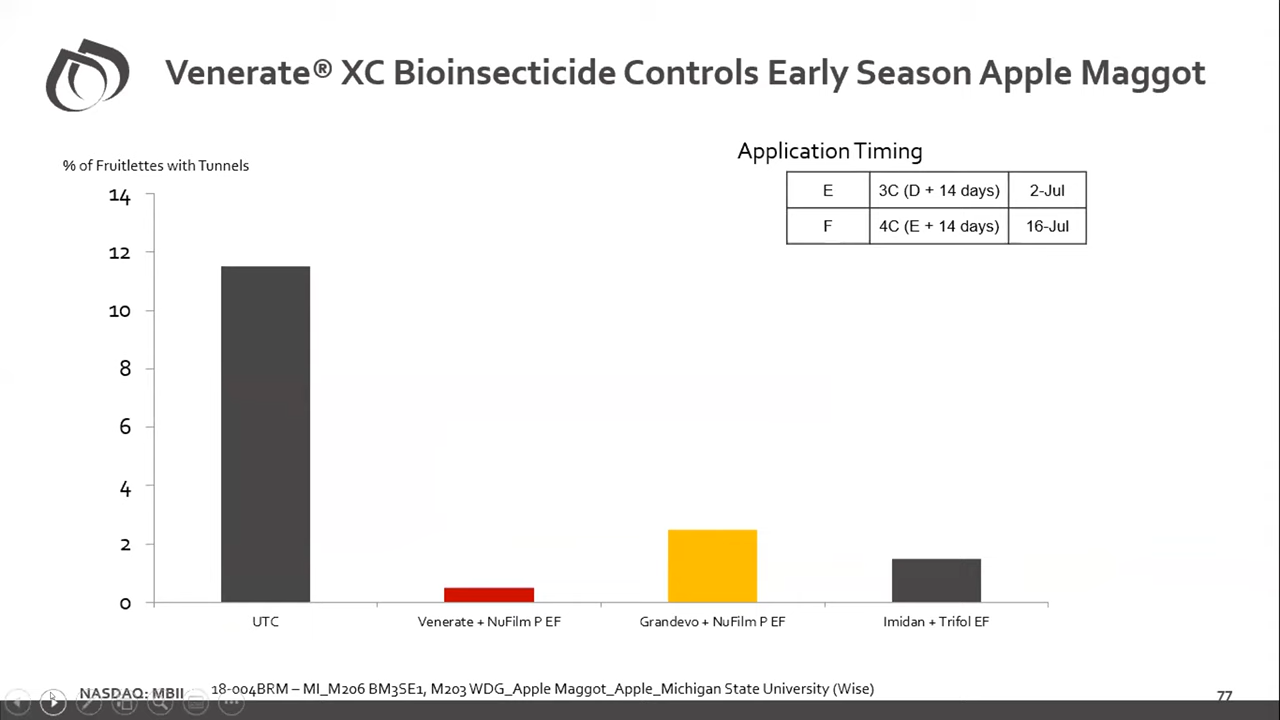 Venerate® XC Bioinsecticide Controls Early Season Apple Maggot
% of Fruitlettes with Tunnels
Application Timing
E 3C (D + 14 days) 2-Jul
F 4C (E + 14 days) 16-Jul
14
12
10
8
6
4
2
0
UTC Venerate + NuFilm P EF Grandevo + NuFilm P EF Imidan + Trifol EF
NASDAQ: MBII 18-004BRM – MI_M206 BM3SE1, M203 WDG_Apple Maggot_Apple_Michigan State University (Wise)
77